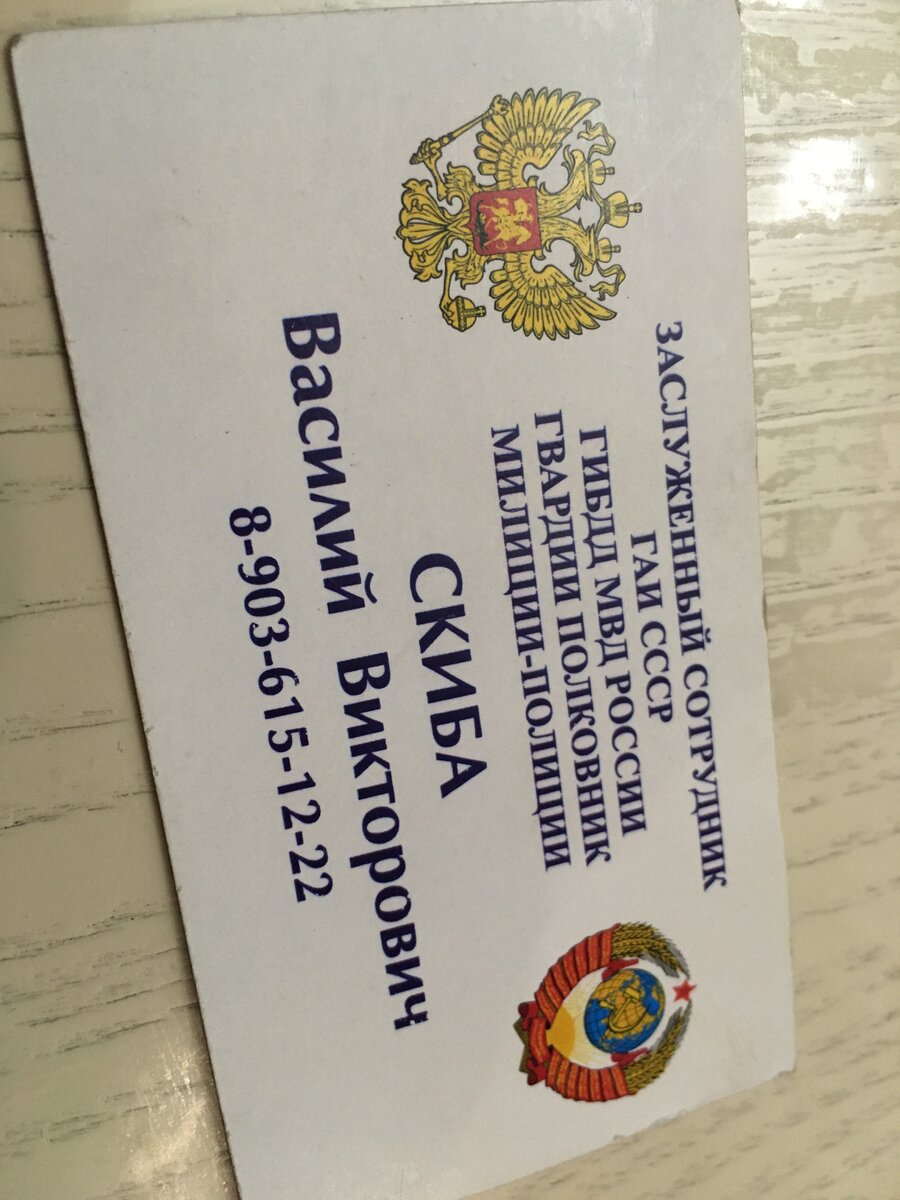 ЗАСЛУЖЕННЫЙ СОТРУДНИК
ГАИ СССР
ГИБДД МВД РОССИИ
ГВАРДИИ ПОЛКОВНИК
МИЛИЦИИ-ПОЛИЦИИ
СКИБА
Василий Викторович
8-903-615-12-22